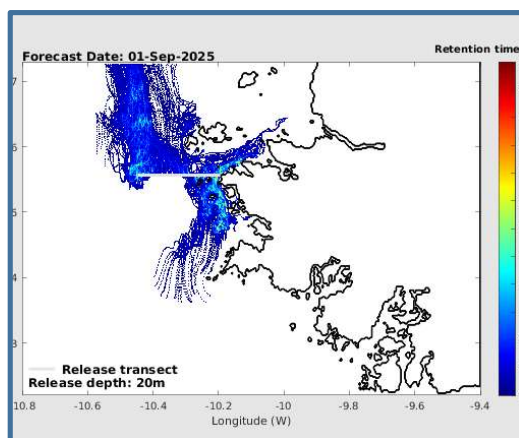 Forecast Date: 01-Sep-2025
Retention time
7
6
5
4
3
Release transect
Release depth: 20m
10.8
-10.6
-10.4
-10.2
-10
-9.8
-9.6
-9.4
Longitude (W)